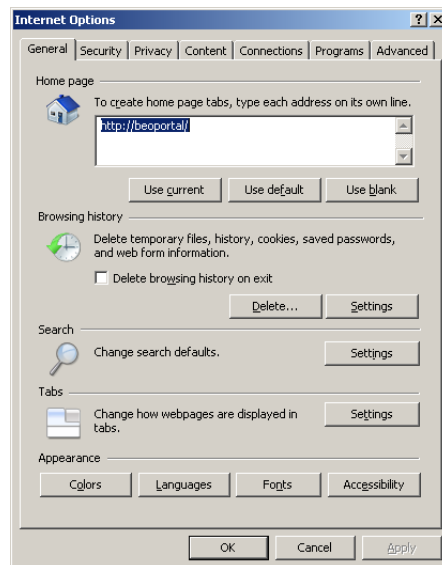 Internet Options
General Security Privacy Content Connections Programs Advanced
Home page
To create home page tabs, type each address on its own line.
http://beoportal/
Use current Use default Use blank
Browsing history
Delete temporary files, history, cookies, saved passwords,
and web form information.
Delete browsing history on exit
Delete... Settings
Search
Change search defaults. Settings
Tabs
Change how webpages are displayed in Settings
tabs.
Appearance
Colors Languages Fonts Accessibility
OK Cancel Apply